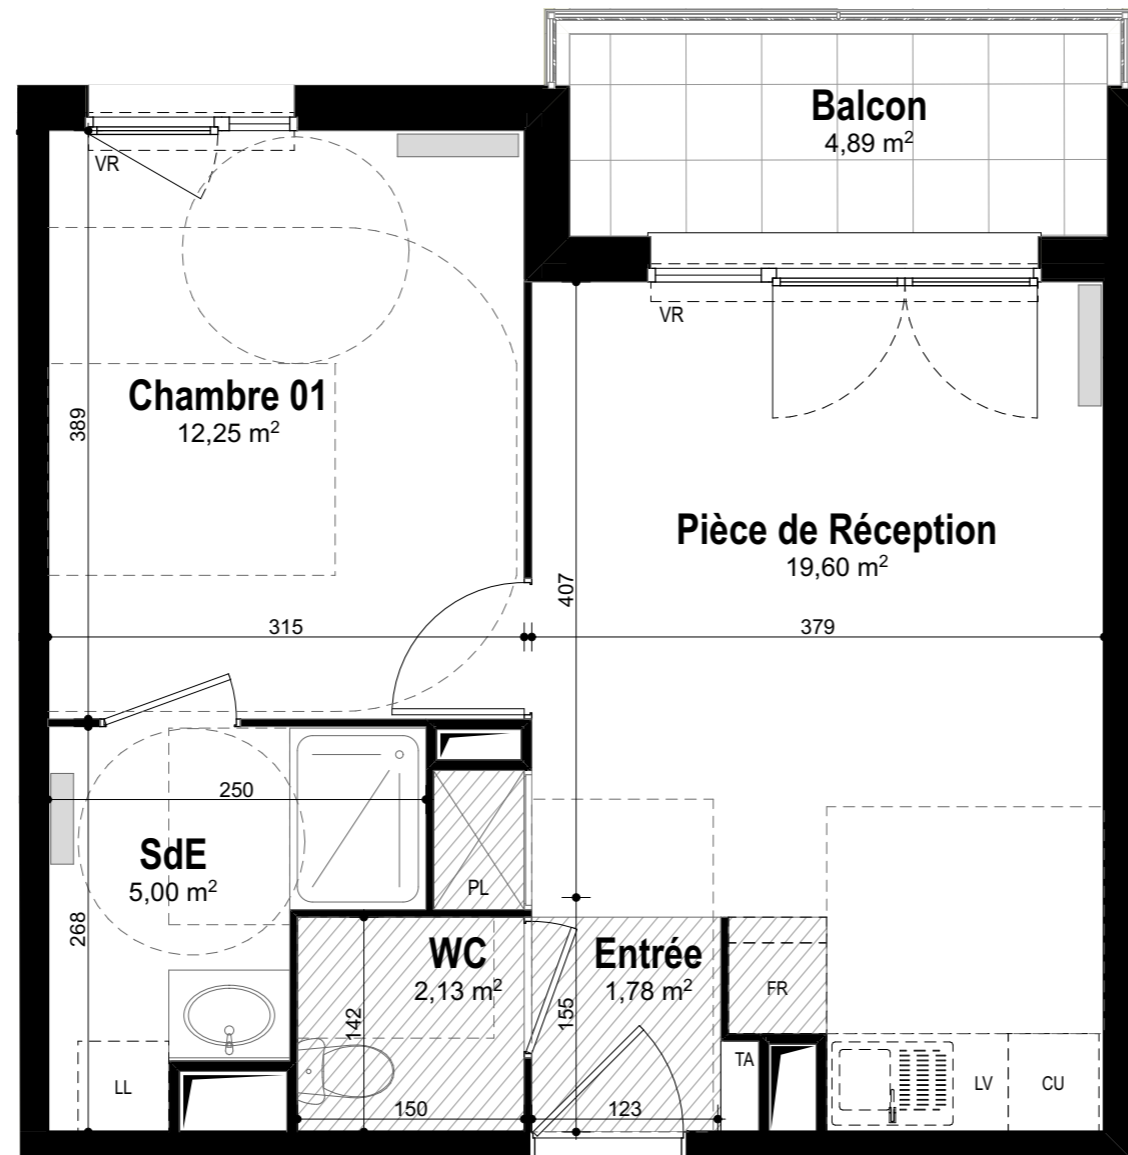 Balcon
4,89 m²
VR
VR
Chambre 01
12,25 m²
389
Pièce de Réception
19,60 m²
407
315
379
250
SdE
5,00 m²
PL
268
WC
2,13 m²
Entrée
1,78 m²
FR
142
155
TA
LL
LV
CU
150
123